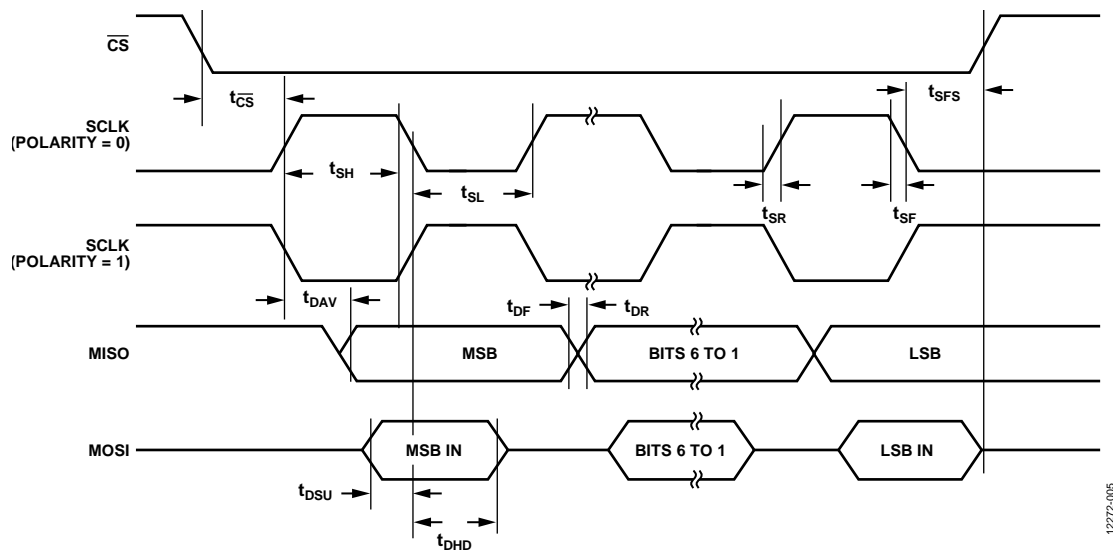 CS
tCS
tSFS
SCLK
(POLARITY = 0)
tSH
tSL
tSR
tSF
SCLK
(POLARITY = 1)
tDAV
tDF
tDR
MISO
MSB
BITS 6 TO 1
LSB
MOSI
MSB IN
BITS 6 TO 1
LSB IN
tDSU
tDHD
12272-005